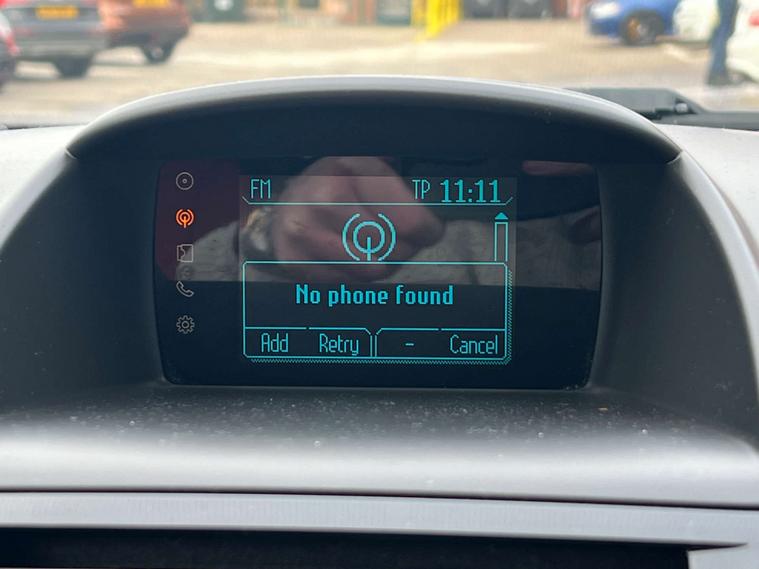 FM TP 11:11
No phone found
Add Retry - Cancel